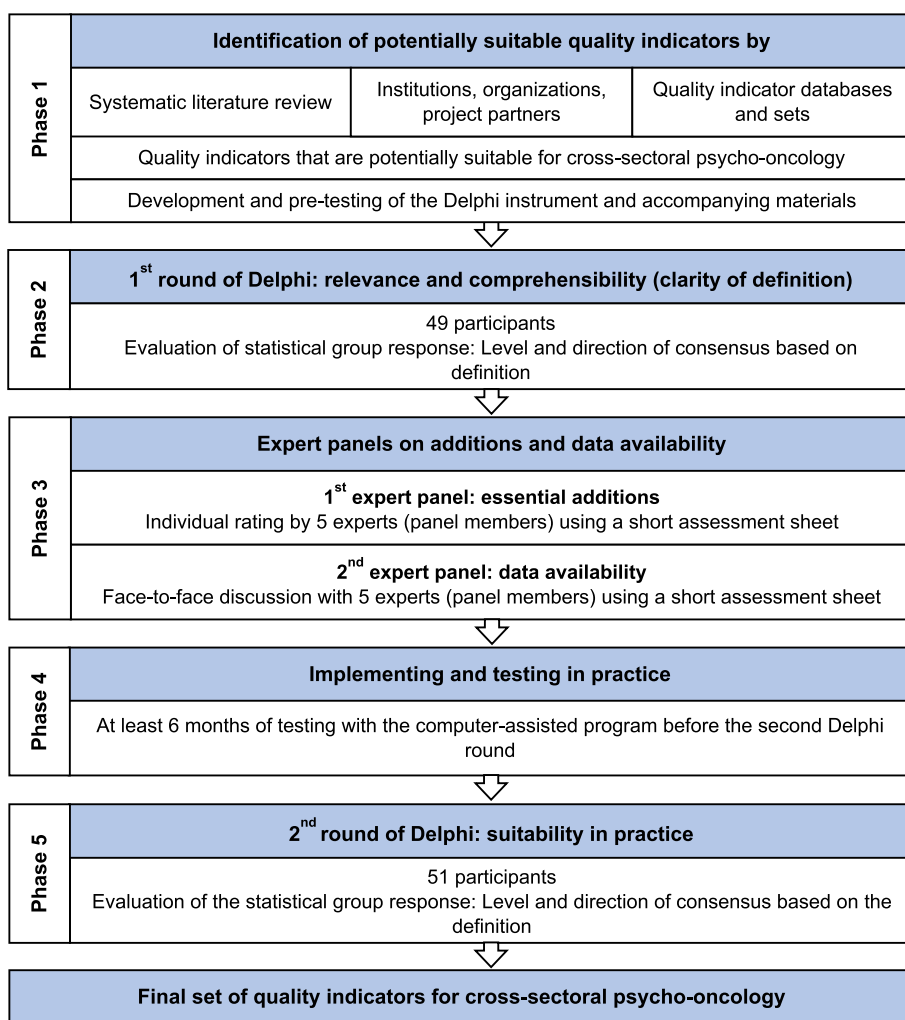 Phase 1
Identification of potentially suitable quality indicators by
Systematic literature review
Institutions, organizations,
project partners
Quality indicator databases
and sets
Quality indicators that are potentially suitable for cross-sectoral psycho-oncology
Development and pre-testing of the Delphi instrument and accompanying materials
Phase 2
1st round of Delphi: relevance and comprehensibility (clarity of definition)
49 participants
Evaluation of statistical group response: Level and direction of consensus based on
definition
Phase 3
Expert panels on additions and data availability
1st expert panel: essential additions
Individual rating by 5 experts (panel members) using a short assessment sheet
2nd expert panel: data availability
Face-to-face discussion with 5 experts (panel members) using a short assessment sheet
Phase 4
Implementing and testing in practice
At least 6 months of testing with the computer-assisted program before the second Delphi
round
Phase 5
2nd round of Delphi: suitability in practice
51 participants
Evaluation of the statistical group response: Level and direction of consensus based on the
definition
Final set of quality indicators for cross-sectoral psycho-oncology